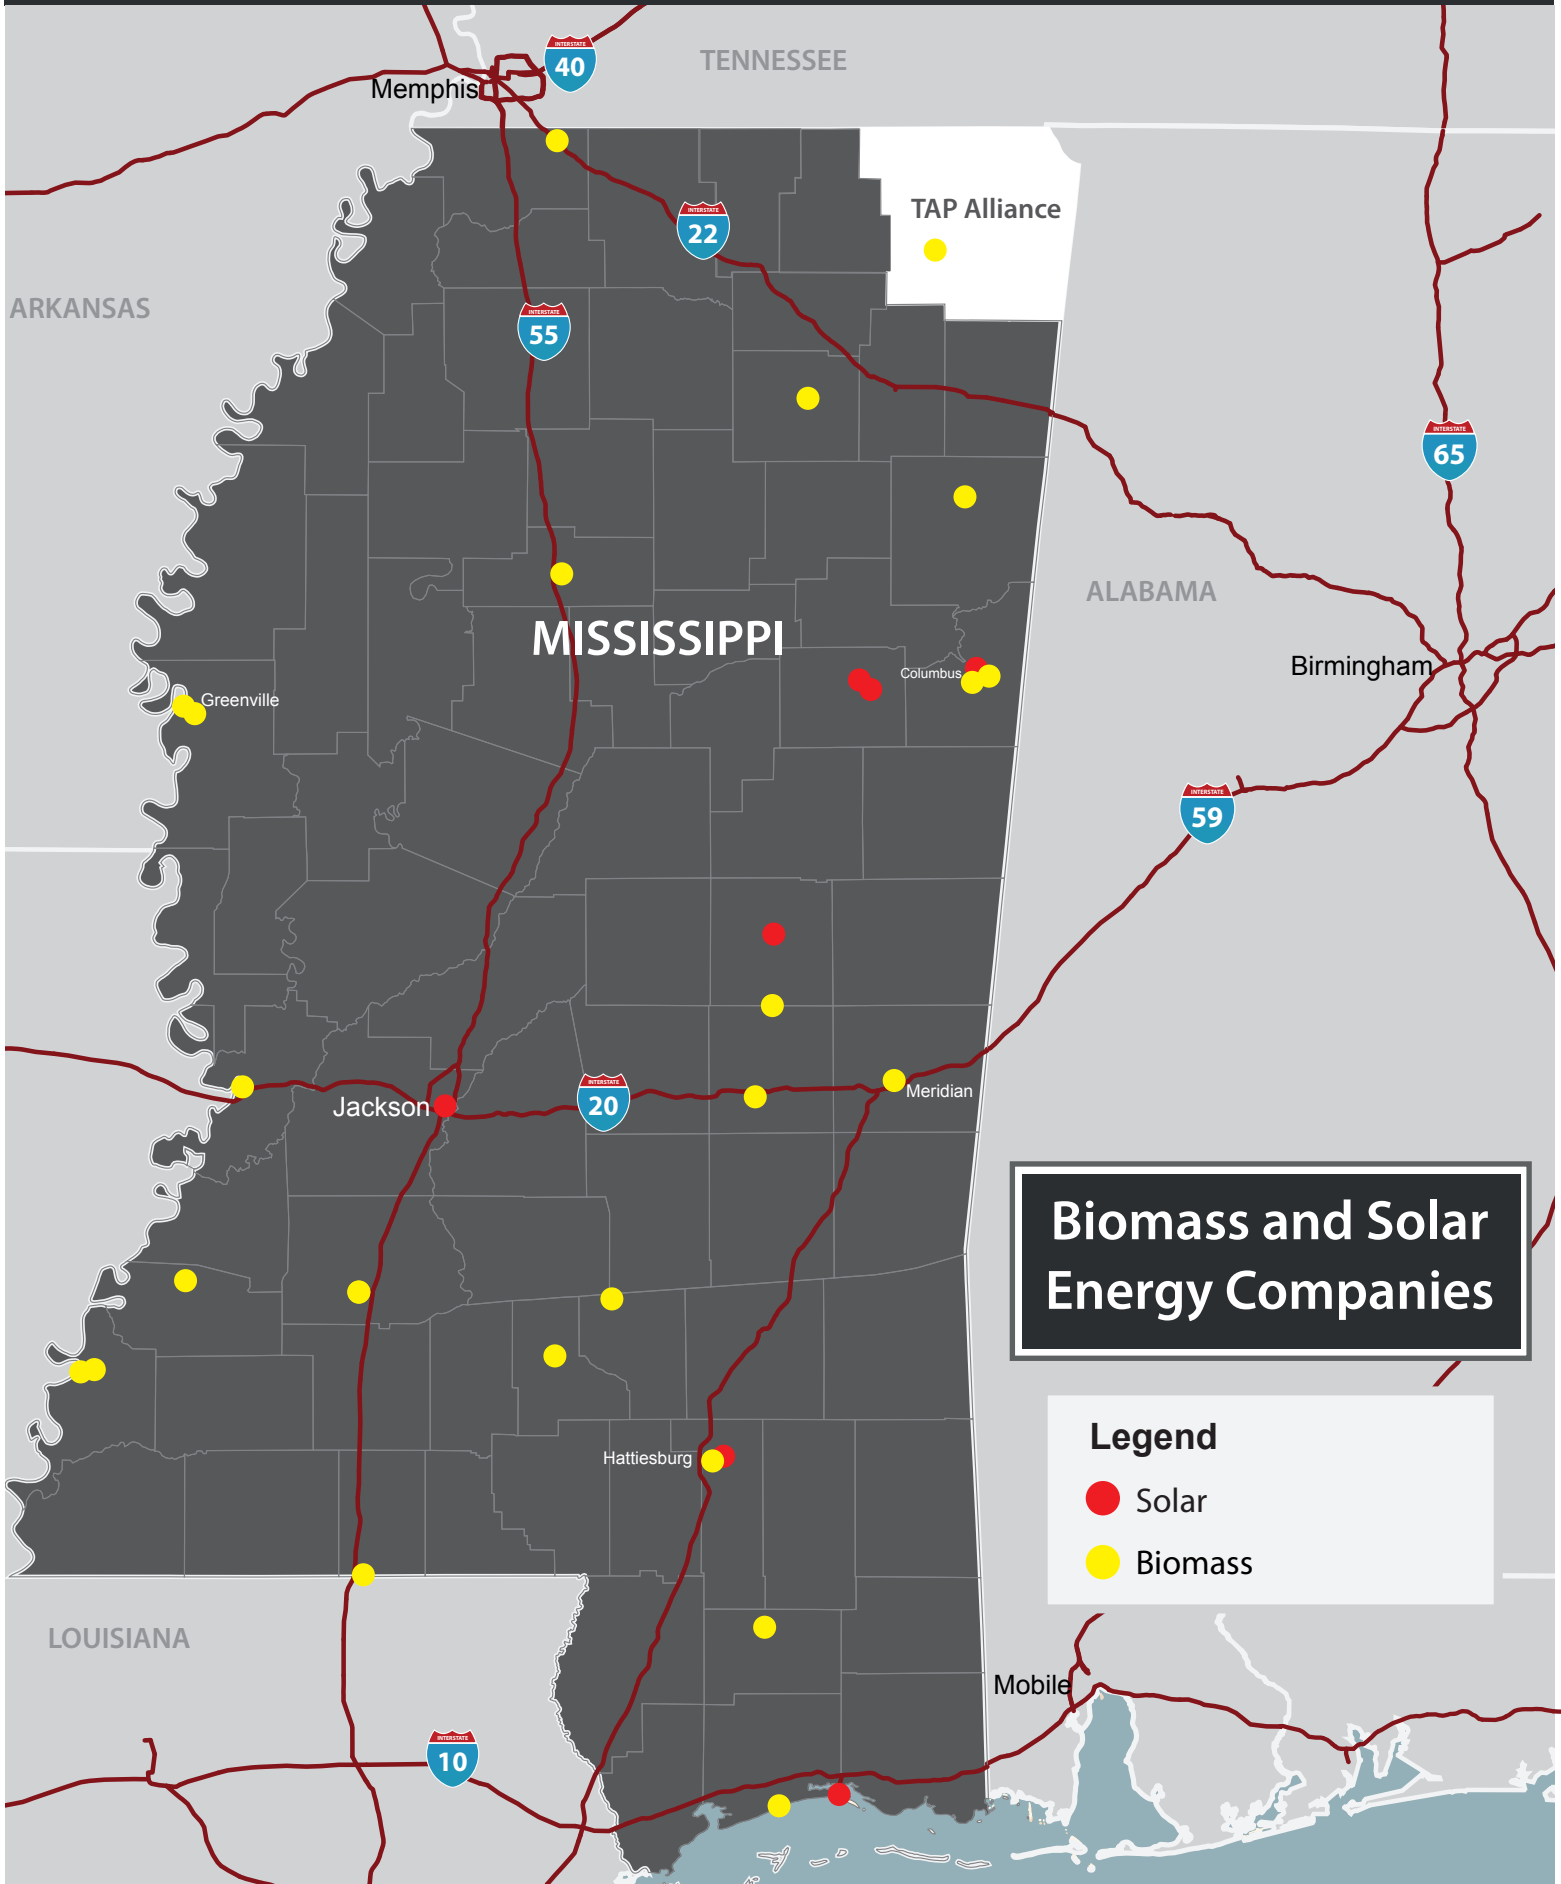 INTERSTATE
40
TENNESSEE
Memphis
TAP Alliance
INTERSTATE
22
ARKANSAS
INTERSTATE
55
INTERSTATE
65
ALABAMA
MISSISSIPPI
Birmingham
Columbus
Greenville
INTERSTATE
59
INTERSTATE
20
Meridian
Jackson
Biomass and Solar
Energy Companies
Legend
Hattiesburg
Solar
Biomass
LOUISIANA
Mobile
INTERSTATE
10